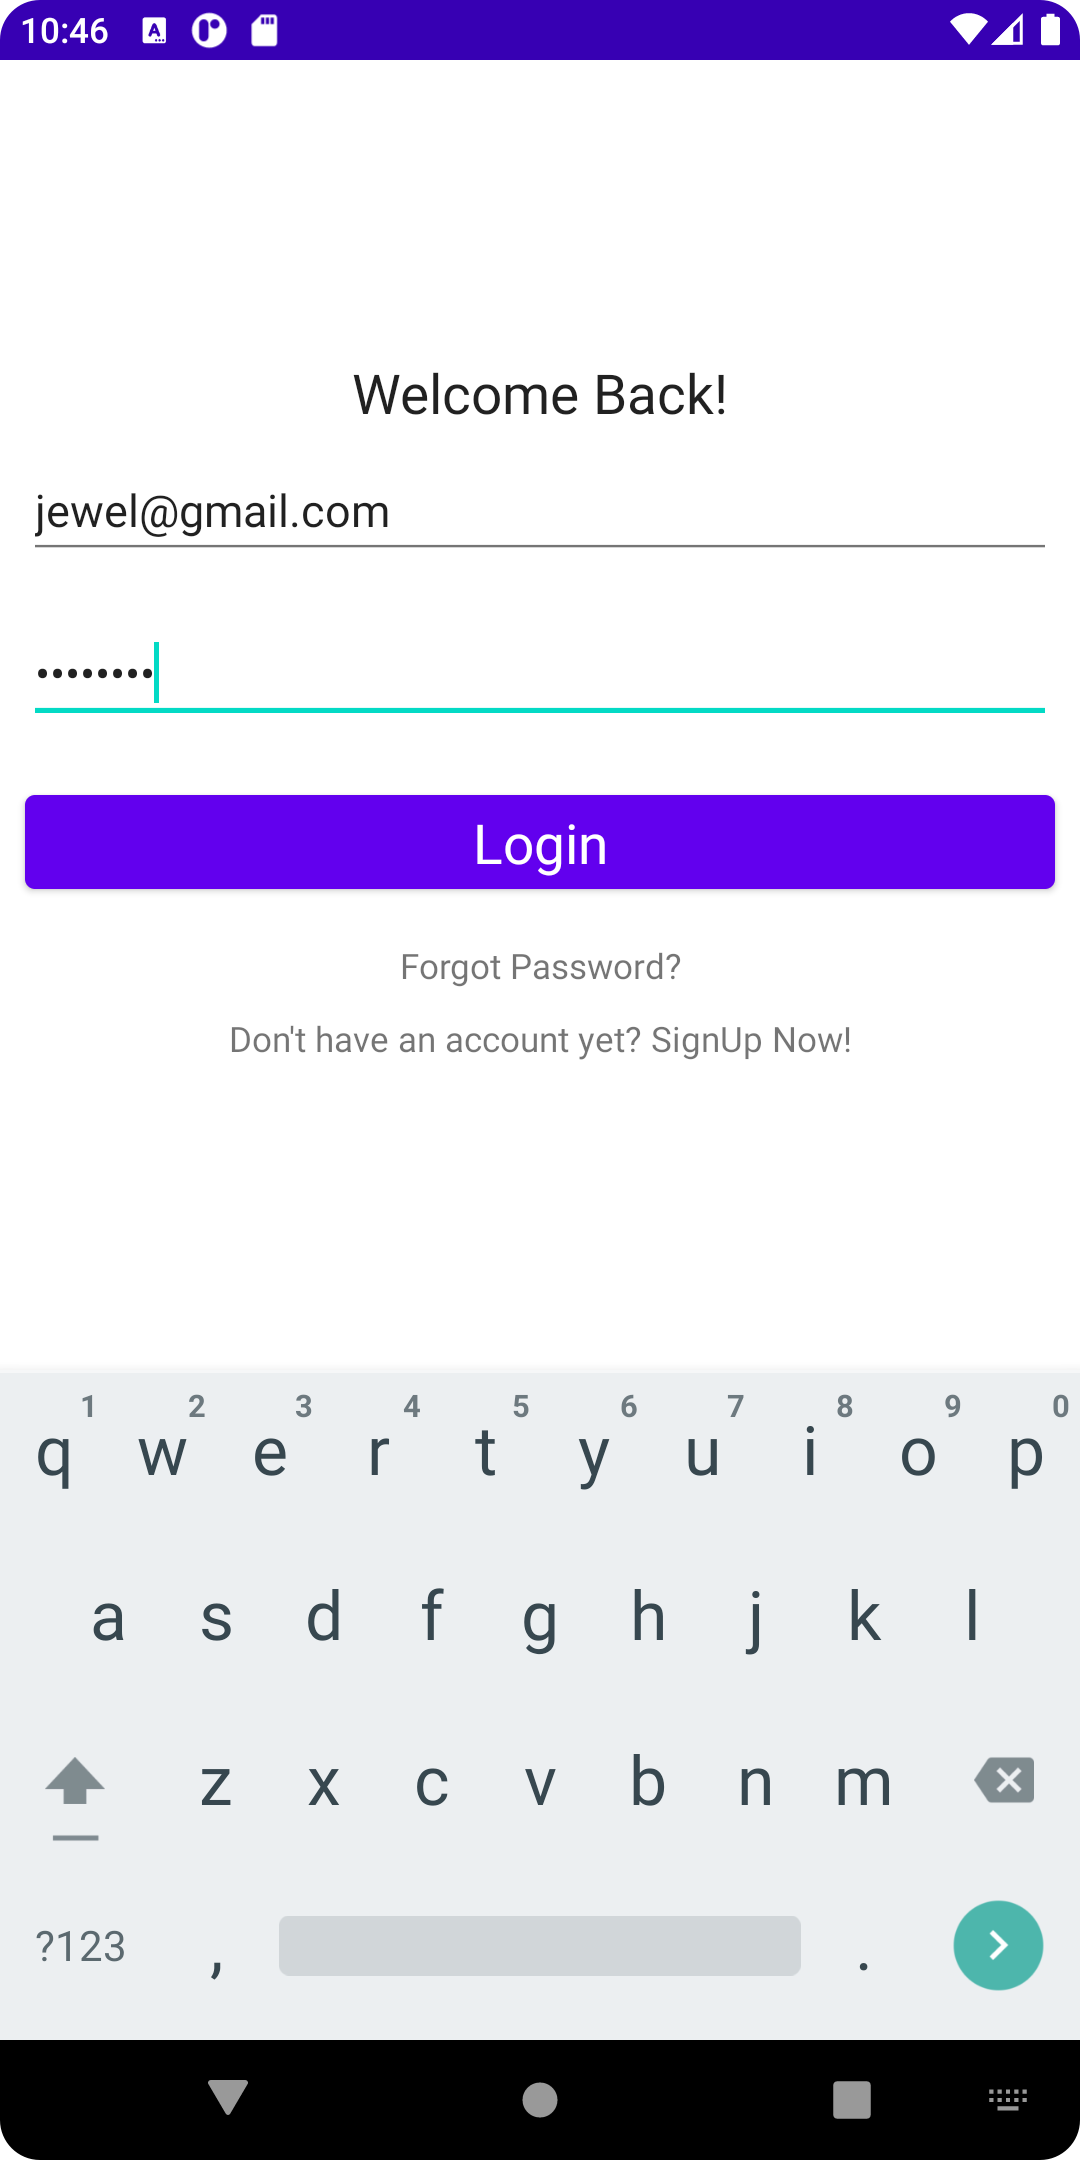 10:46
Welcome Back!
jewel@gmail.com
••••••••
Login
Forgot Password?
Don't have an account yet? SignUp Now!
1 2 3 4 5 6 7 8 9 0
q w e r t y u i o p
a s d f g h j k l
z x c v b n m
?123 , .